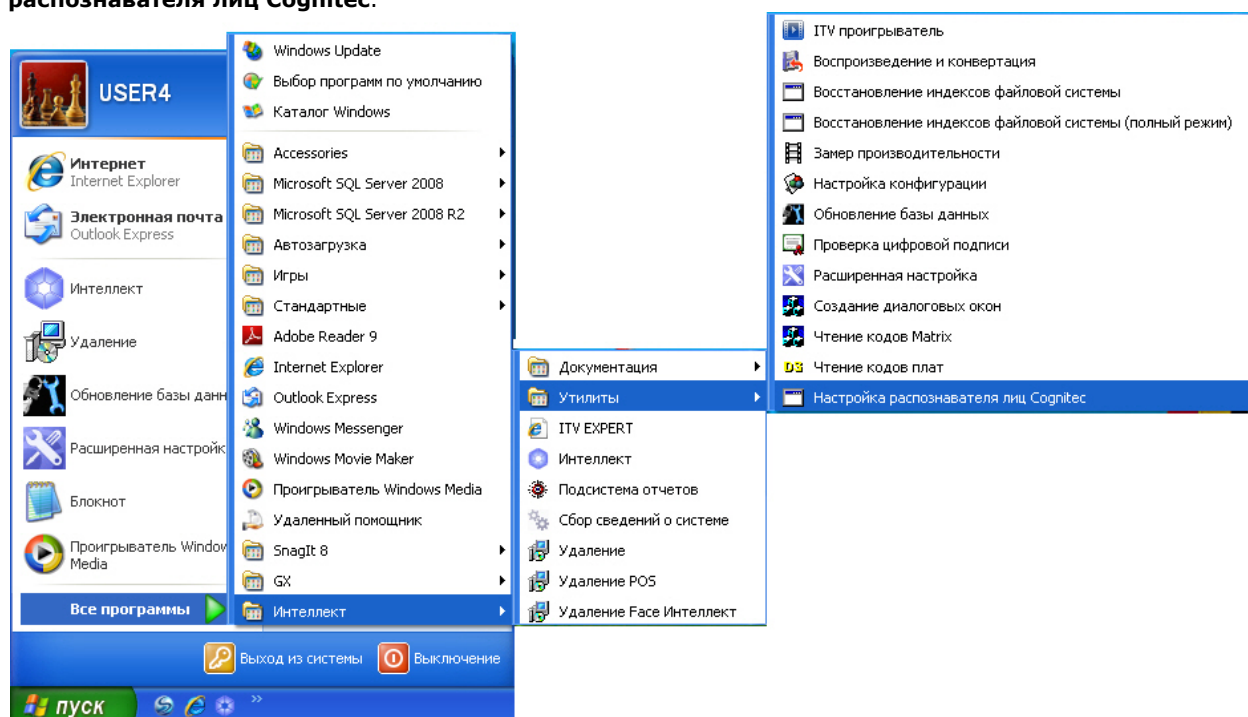 распознавателя лиц Cognitec.
USER4
Интернет
Internet Explorer
Электронная почта
Outlook Express
Интеллект
Удаление
Обновление базы данн
Расширенная настройк
Блокнот
Проигрыватель Window
Media
Все программы
Выход из системы
Выключение
пуск
Windows Update
Выбор программ по умолчанию
Каталог Windows
Accessories
Microsoft SQL Server 2008
Microsoft SQL Server 2008 R2
Автозагрузка
Игры
Стандартные
Adobe Reader 9
Internet Explorer
Outlook Express
Windows Messenger
Windows Movie Maker
Проигрыватель Windows Media
Удаленный помощник
SnagIt 8
GX
Интеллект
Документация
Утилиты
ITV EXPERT
Интеллект
Подсистема отчетов
Сбор сведений о системе
Удаление
Удаление POS
Удаление Face Интеллект
ITV проигрыватель
Воспроизведение и конвертация
Восстановление индексов файловой системы
Восстановление индексов файловой системы (полный режим)
Замер производительности
Настройка конфигурации
Обновление базы данных
Проверка цифровой подписи
Расширенная настройка
Создание диалоговых окон
Чтение кодов Matrix
DS Чтение кодов плат
Настройка распознавателя лиц Cognitec